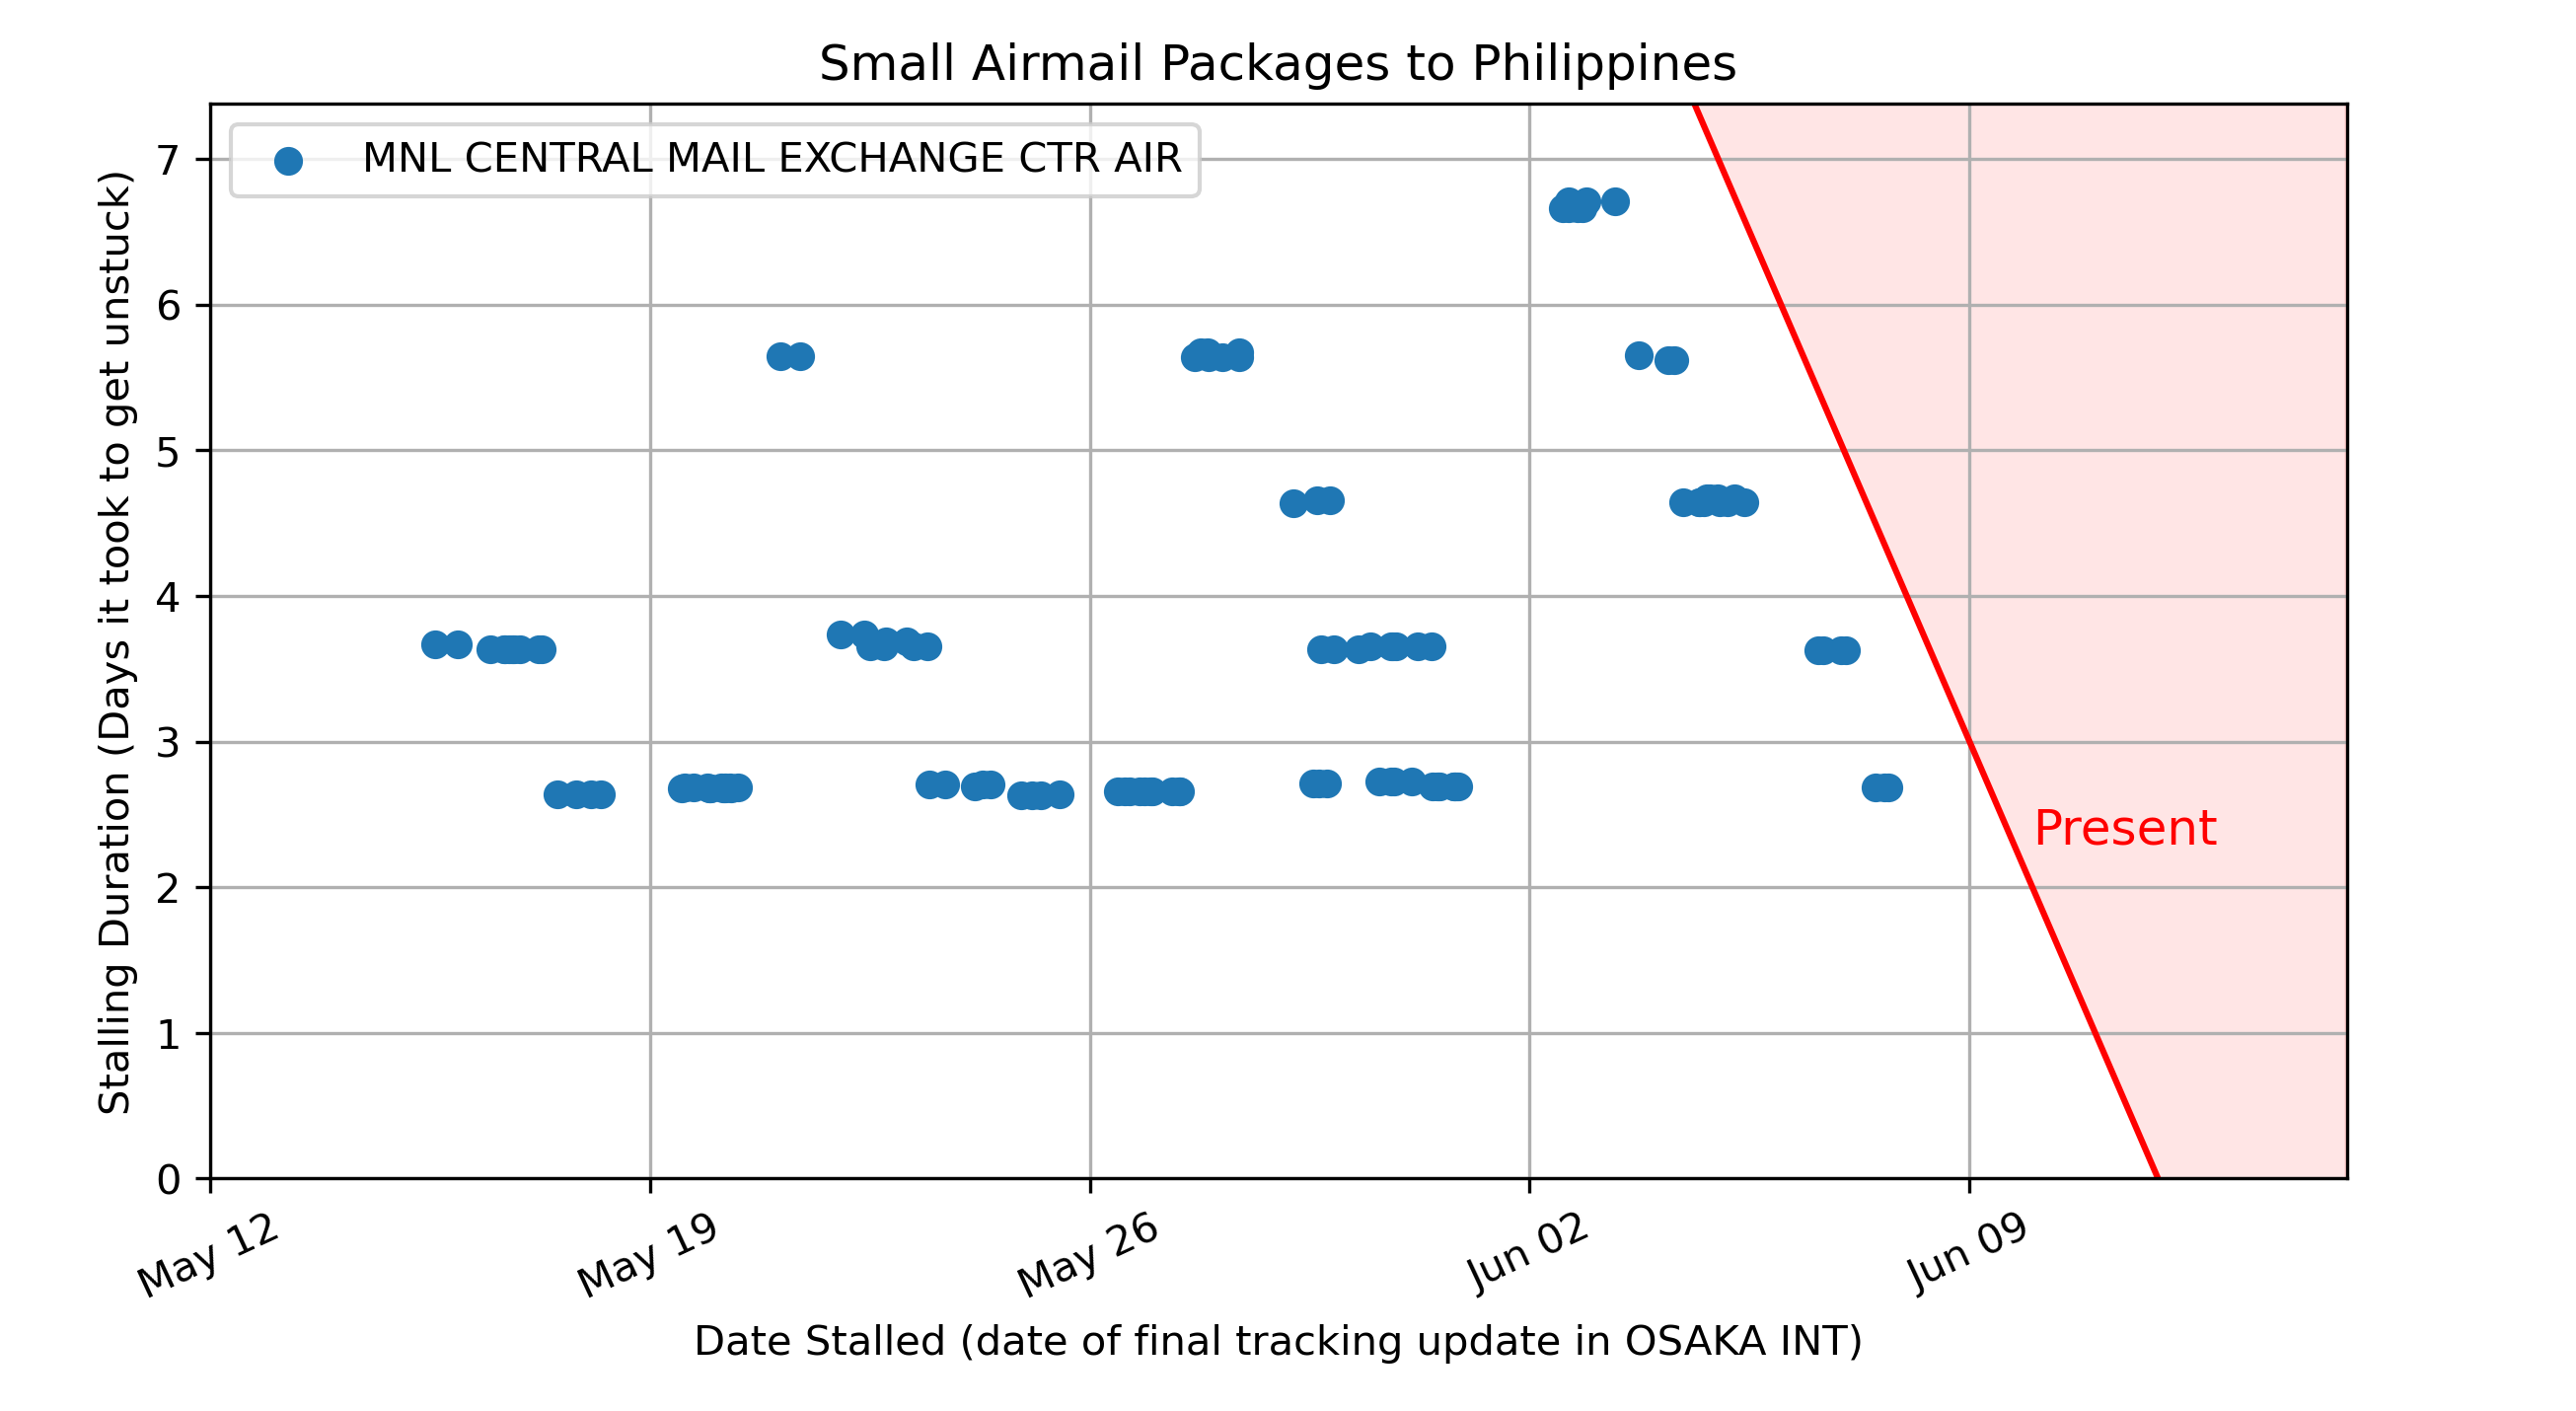 Small Airmail Packages to Philippines
MNL CENTRAL MAIL EXCHANGE CTR AIR
Stalling Duration (Days it took to get unstuck)
7
6
5
4
3
2
1
0
Present
May 12
May 19
May 26
Jun 02
Jun 09
Date Stalled (date of final tracking update in OSAKA INT)